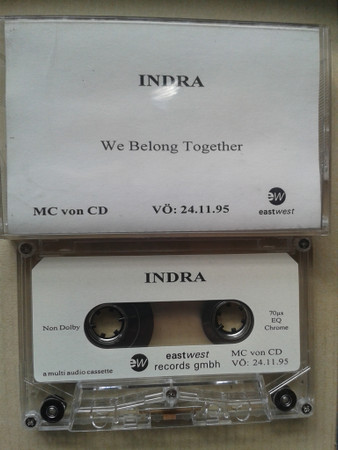 INDRA
We Belong Together
ew
MC von CD VÖ: 24.11.95 eastwest
INDRA
Non Dolby
70µs
EQ
Chrome
ew eastwest
records gmbh
MC von CD
VÖ: 24.11.95
a multi audio cassette